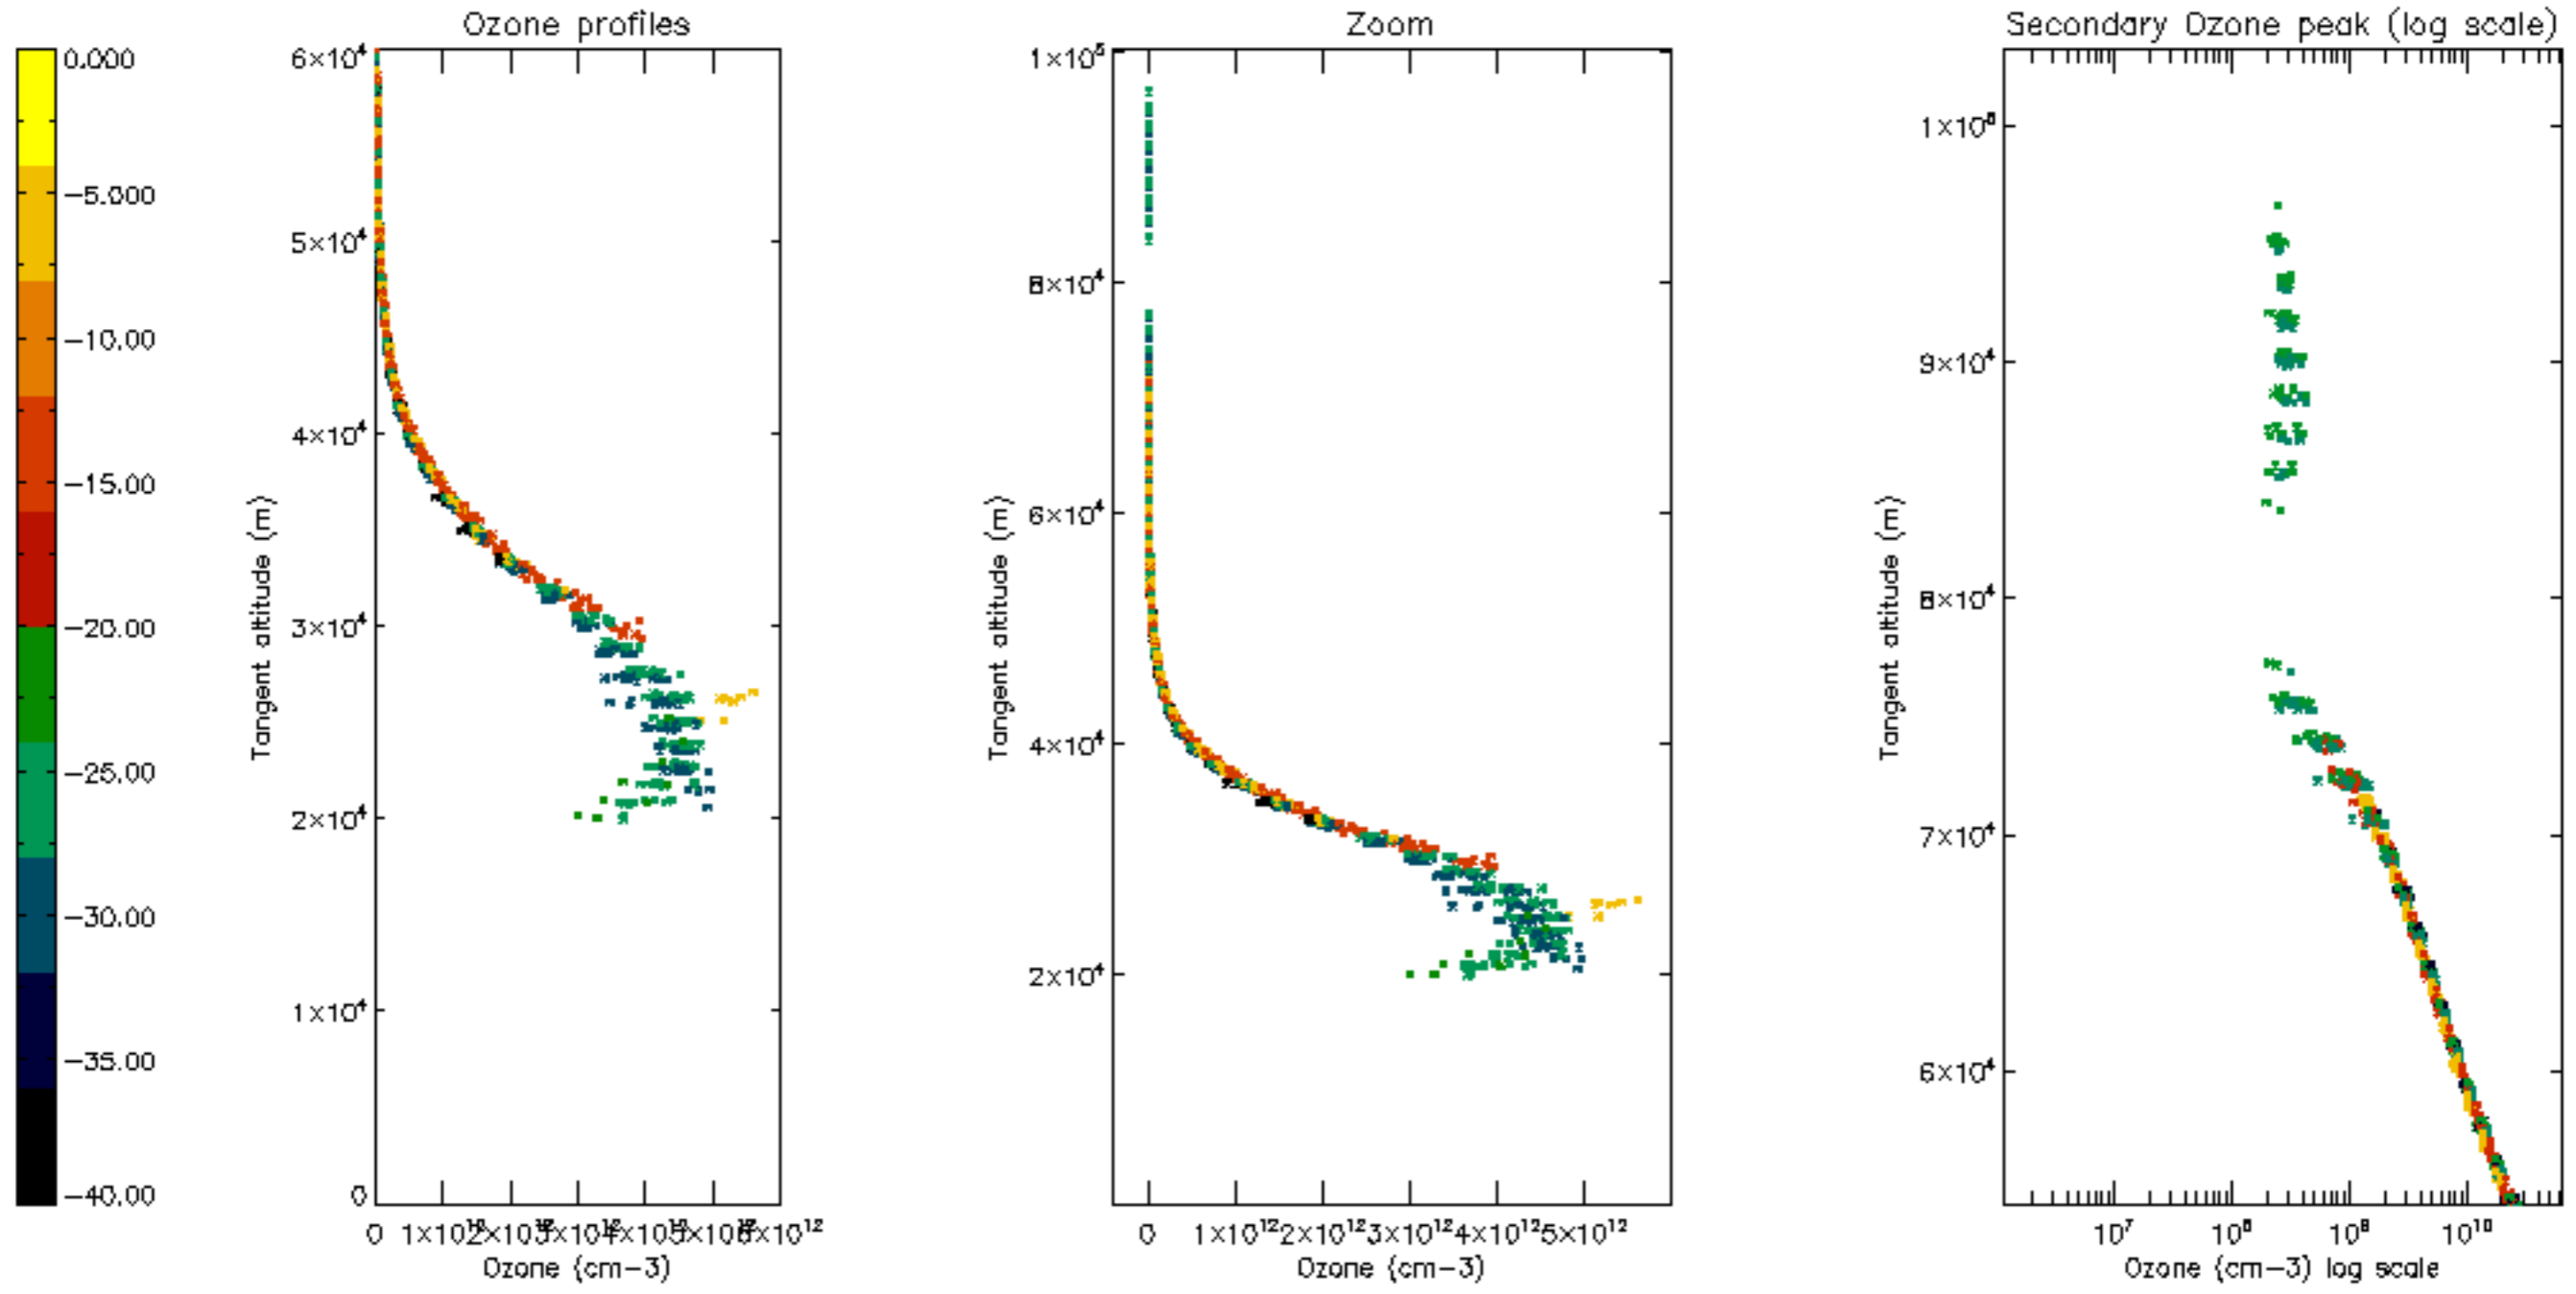 Ozone profiles
Zoom
Secondary Ozone peak (log scale)
0.000
-5.000
-10.00
-15.00
-20.00
-25.00
-30.00
-35.00
-40.00
6×10⁴
5×10⁴
4×10⁴
3×10⁴
2×10⁴
1×10⁴
0
Tangent altitude (m)
0
6×10¹²
Ozone (cm-3)
1×10⁵
8×10⁴
6×10⁴
4×10⁴
2×10⁴
Tangent altitude (m)
0 1×10¹² 2×10¹² 3×10¹² 4×10¹² 5×10¹²
Ozone (cm-3)
1×10⁵
9×10⁴
8×10⁴
7×10⁴
6×10⁴
Tangent altitude (m)
10⁷ 10⁸ 10⁹ 10¹⁰
Ozone (cm-3) log scale